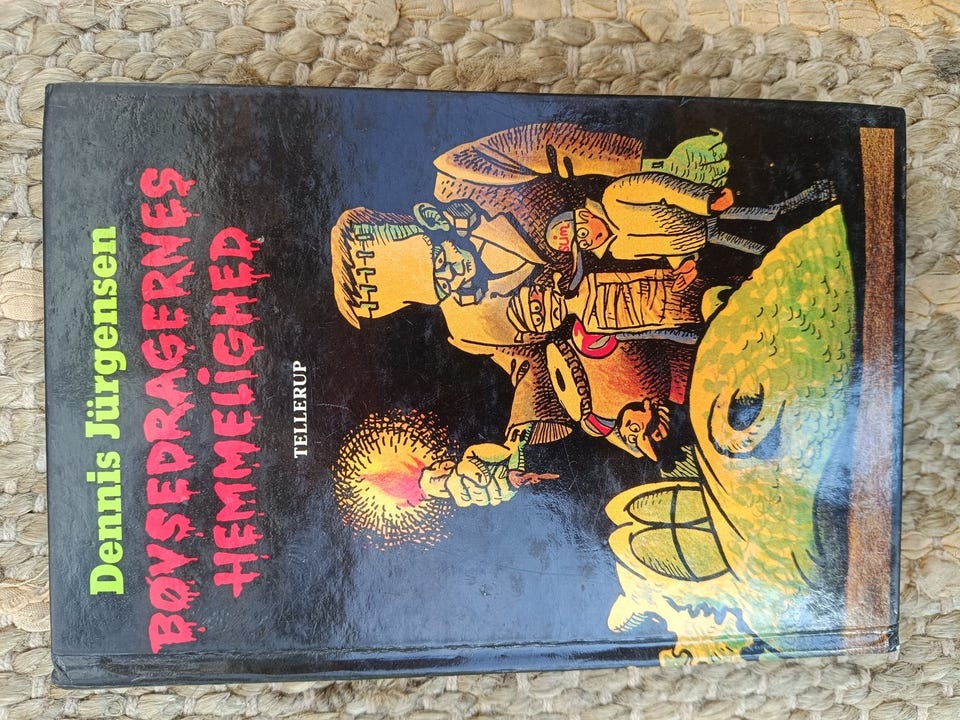 Dennis Jürgensen
BØVSEDRAGERNES
HEMMELIGHED
TELLERUP